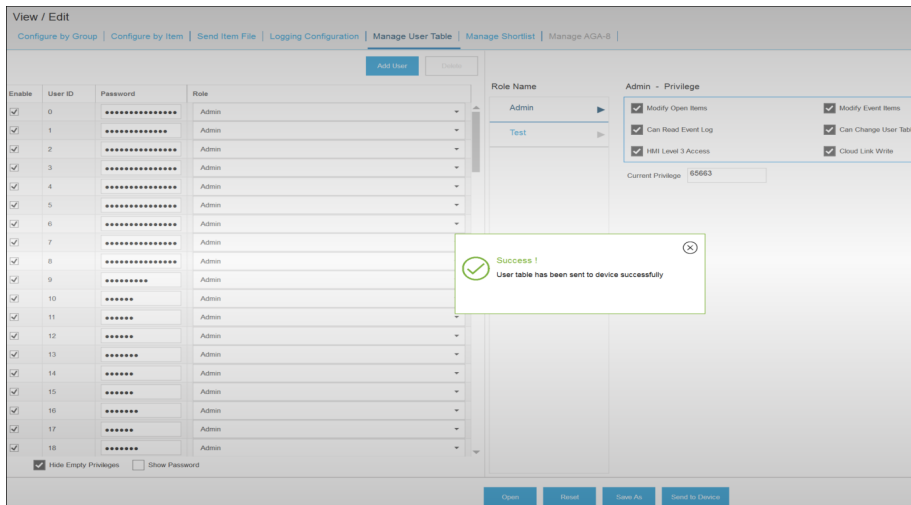 View / Edit
Configure by Group | Configure by Item | Send Item File | Logging Configuration | Manage User Table | Manage Shortlist | Manage AGA-8 |
Add User Delete
Enable User ID Password Role
0 ••••••••••••••• Admin
1 ••••••••••••• Admin
2 ••••••••••••••• Admin
3 ••••••••••••••• Admin
4 ••••••••••••••• Admin
5 ••••••••••••••• Admin
6 ••••••••••••••• Admin
7 ••••••••••••••• Admin
8 ••••••••••••••• Admin
9 ••••••••• Admin
10 •••••• Admin
11 •••••• Admin
12 •••••• Admin
13 ••••••• Admin
14 •••••• Admin
15 •••••• Admin
16 ••••••• Admin
17 •••••• Admin
18 ••••••• Admin
Hide Empty Privileges Show Password
Role Name
Admin
Test
Admin - Privilege
Modify Open Items Modify Event Items
Can Read Event Log Can Change User Tabl
HMI Level 3 Access Cloud Link Write
Current Privilege 65663
Success !
User table has been sent to device successfully
Open Reset Save As Send to Device